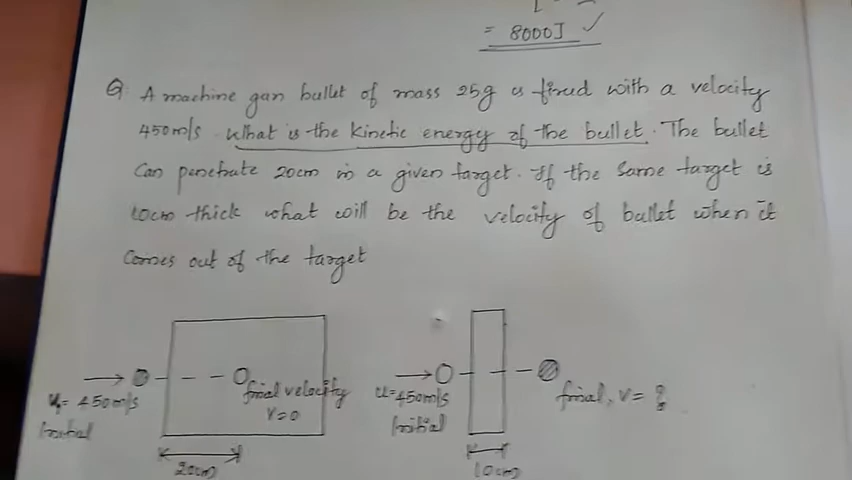 = 8000J ✓
Q. A machine gun bullet of mass 25g is fired with a velocity
450m/s. What is the kinetic energy of the bullet. The bullet
can penetrate 20cm in a given target. If the same target is
10cm thick what will be the velocity of bullet when it
comes out of the target
u₁= 450m/s
Initial
final velocity
v=0
20cm
u=450m/s
Initial
final, v= ?
10cm